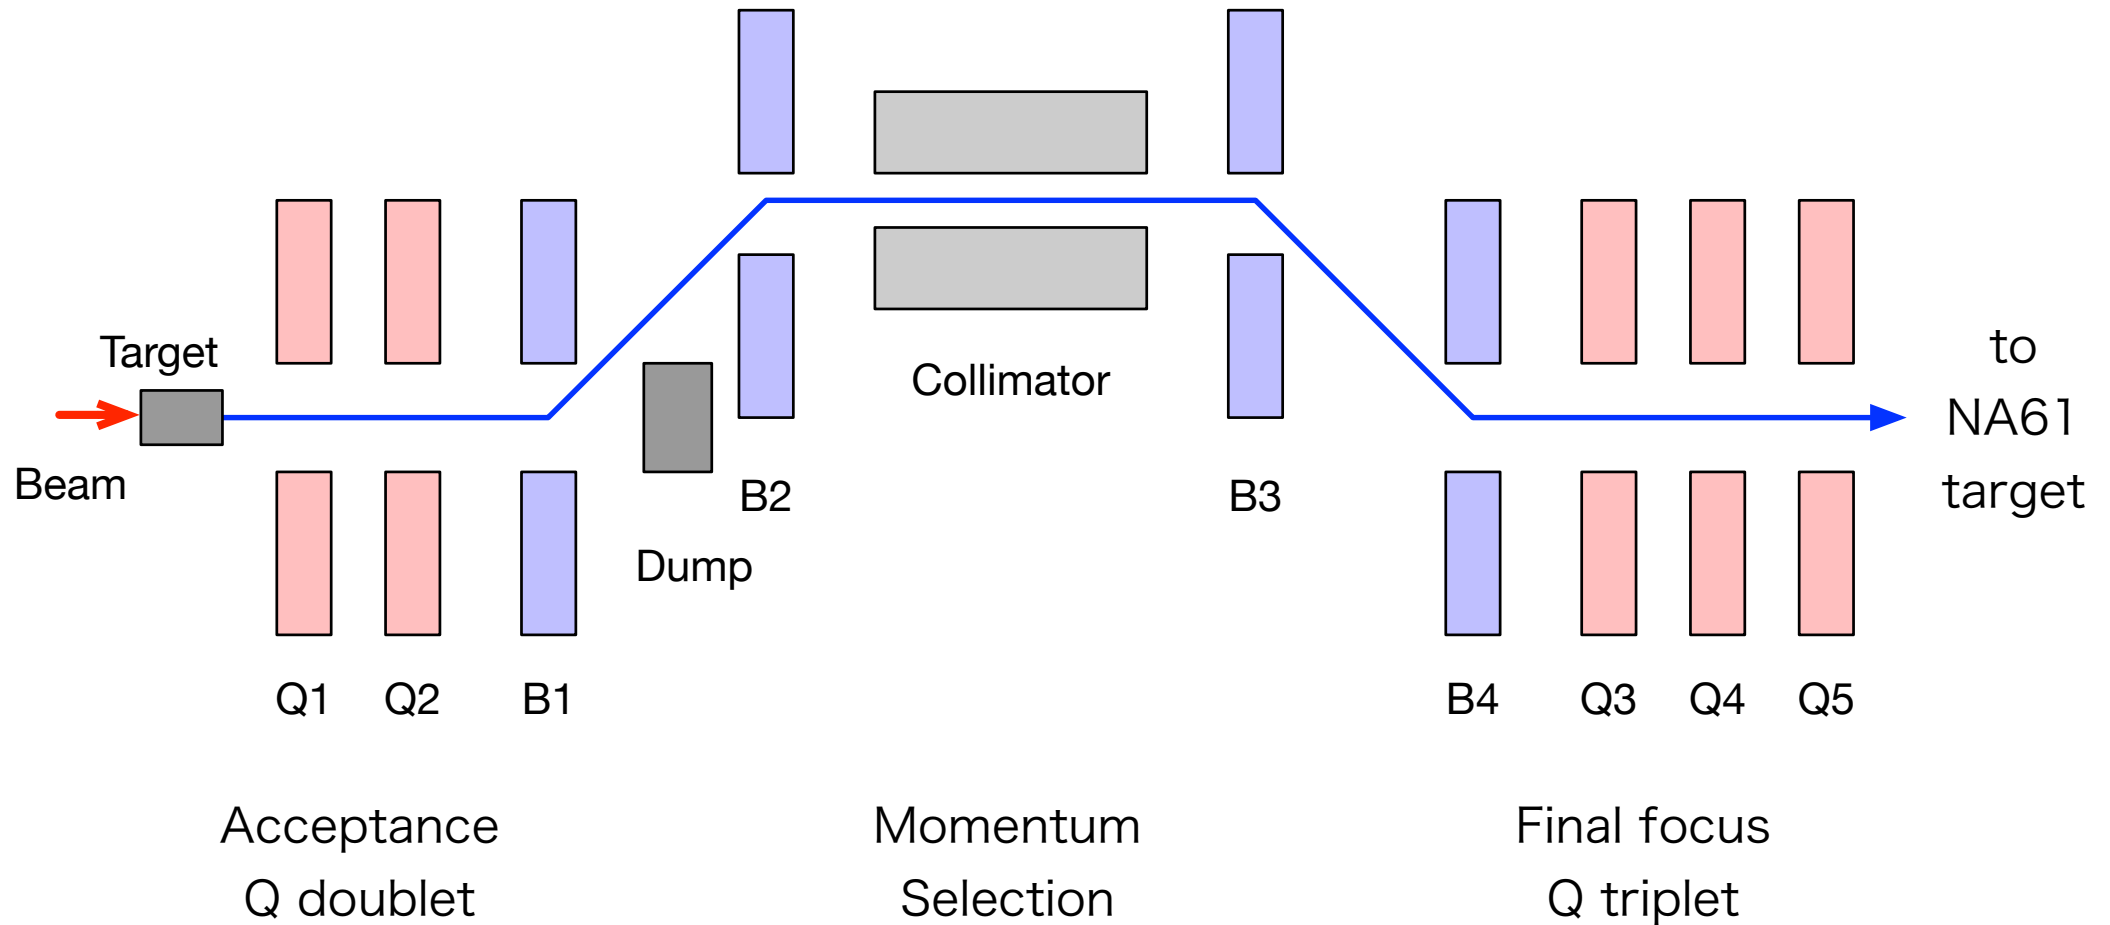 Target
Beam
Collimator
B2
B3
Dump
Q1
Q2
B1
B4
Q3
Q4
Q5
to
NA61
target
Acceptance
Q doublet
Momentum
Selection
Final focus
Q triplet